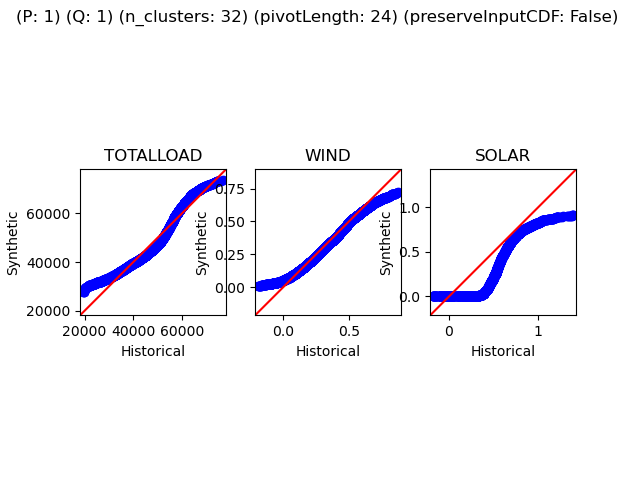 (P: 1) (Q: 1) (n_clusters: 32) (pivotLength: 24) (preserveInputCDF: False)
TOTALLOAD
WIND
SOLAR
Synthetic
60000
40000
20000
20000 40000 60000
Historical
Synthetic
0.75
0.50
0.25
0.00
0.0 0.5
Historical
Synthetic
1.0
0.5
0.0
0 1
Historical